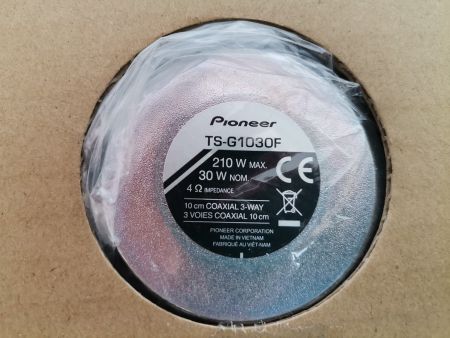 Pioneer
TS-G1030F
210 W MAX.
30 W NOM.
4 Ω IMPEDANCE
CE
10 cm COAXIAL 3-WAY
3 VOIES COAXIAL 10 cm
PIONEER CORPORATION
MADE IN VIETNAM
FABRIQUÉ AU VIÊT-NAM